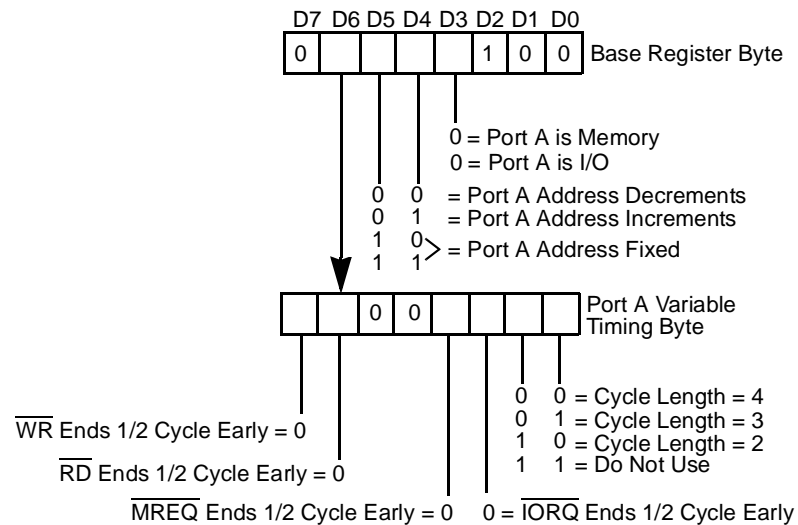 D7 D6 D5 D4 D3 D2 D1 D0
0 1 0 0 Base Register Byte
0 = Port A is Memory
0 = Port A is I/O
0 0 = Port A Address Decrements
0 1 = Port A Address Increments
1 0
1 1 > = Port A Address Fixed
0 0 Port A Variable
Timing Byte
0 0 = Cycle Length = 4
0 1 = Cycle Length = 3
1 0 = Cycle Length = 2
1 1 = Do Not Use
WR Ends 1/2 Cycle Early = 0
RD Ends 1/2 Cycle Early = 0
MREQ Ends 1/2 Cycle Early = 0 0 = IORQ Ends 1/2 Cycle Early